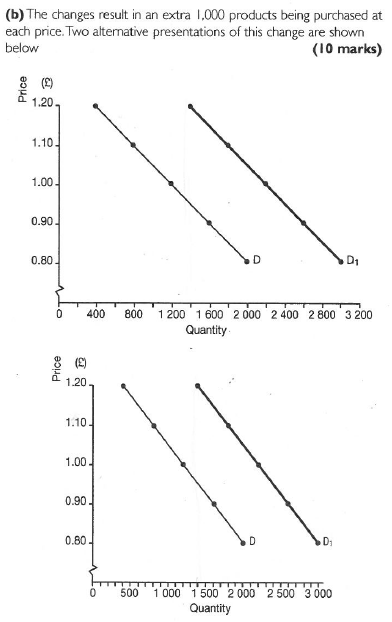 (b) The changes result in an extra 1,000 products being purchased at
each price. Two alternative presentations of this change are shown
below (10 marks)
Price (£)
1.20
1.10
1.00
0.90
0.80
D D₁
0 400 800 1 200 1 600 2 000 2 400 2 800 3 200
Quantity
Price (£)
1.20
1.10
1.00
0.90
0.80
D D₁
0 500 1 000 1 500 2 000 2 500 3 000
Quantity